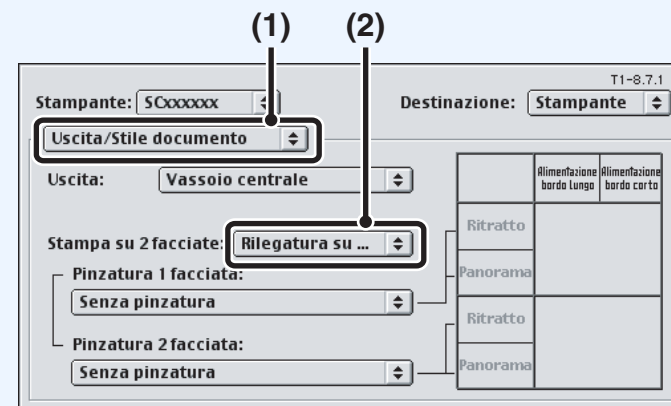 (1) (2)
T1-8.7.1
Stampante: SCxxxxxx Destinazione: Stampante
Uscita/Stile documento
Uscita: Vassoio centrale
Alimentazione bordo Lungo
Alimentazione bordo corto
Stampa su 2 facciate: Rilegatura su ...
Ritratto
Panorama
Pinzatura 1 facciata:
Senza pinzatura
Ritratto
Panorama
Pinzatura 2 facciata:
Senza pinzatura